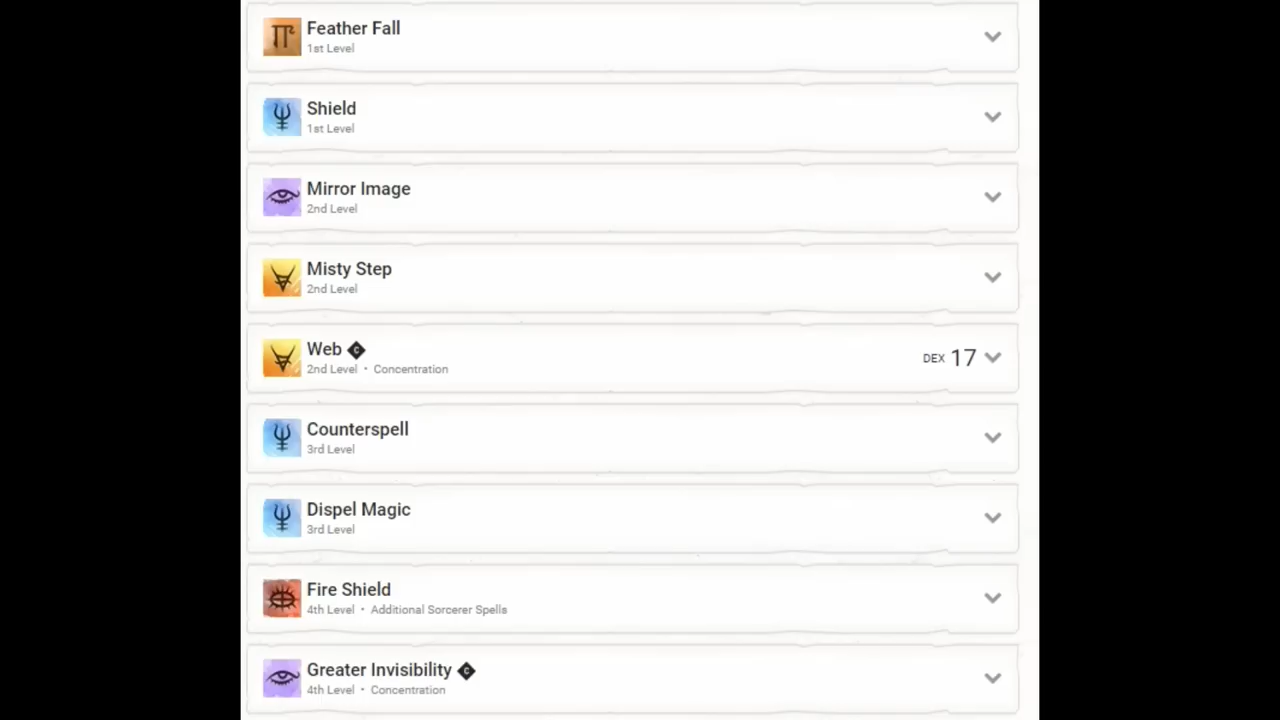 Feather Fall
1st Level
Shield
1st Level
Mirror Image
2nd Level
Misty Step
2nd Level
Web C
2nd Level • Concentration
DEX 17
Counterspell
3rd Level
Dispel Magic
3rd Level
Fire Shield
4th Level • Additional Sorcerer Spells
Greater Invisibility C
4th Level • Concentration